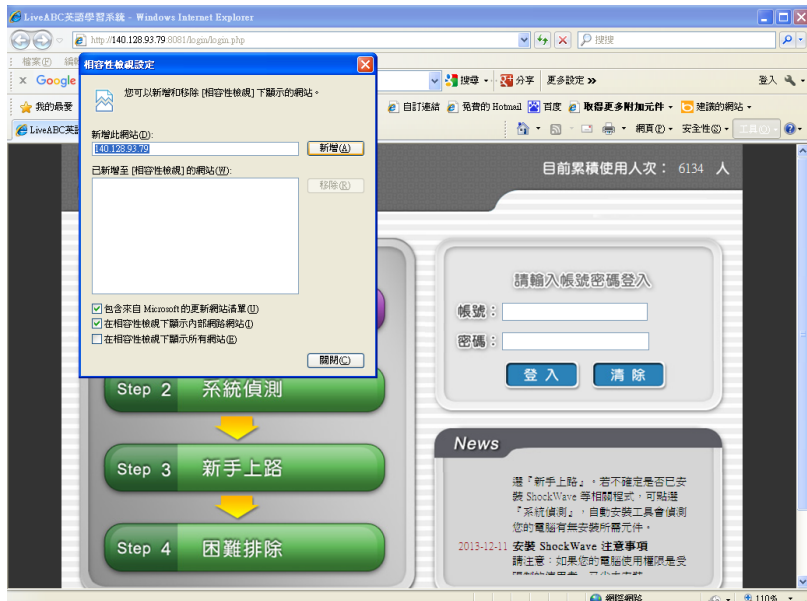 LiveABC英語學習系統 - Windows Internet Explorer
http://140.128.93.79:8081/login/login.php
搜搜
檔案(F)
相容性檢視設定
x Google
搜尋
分享
更多設定 »
登入
您可以新增和移除 [相容性檢視] 下顯示的網站。
我的最愛
自訂連結
免費的 Hotmail
百度
取得更多附加元件
建議的網站
LiveABC英語
網頁(P)
安全性(S)
工具(O)
新增此網站(D):
140.128.93.79
新增(A)
已新增至 [相容性檢視] 的網站(W):
移除(R)
目前累積使用人次： 6134 人
請輸入帳號密碼登入
帳號：
密碼：
登 入
清 除
包含來自 Microsoft 的更新網站清單(U)
在相容性檢視下顯示內部網路網站(I)
在相容性檢視下顯示所有網站(E)
關閉(C)
Step 2 系統偵測
Step 3 新手上路
Step 4 困難排除
News
選『新手上路』。若不確定是否已安
裝 ShockWave 等相關程式，可點選
『系統偵測』，自動安裝工具會偵測
您的電腦有無安裝所需元件。
2013-12-11 安裝 ShockWave 注意事項
請注意：如果您的電腦使用權限是受
網際網路
110%